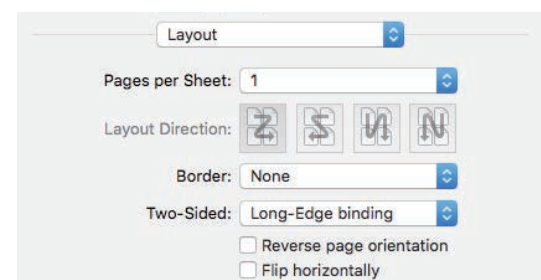 Layout
Pages per Sheet: 1
Layout Direction:
Border: None
Two-Sided: Long-Edge binding
Reverse page orientation
Flip horizontally